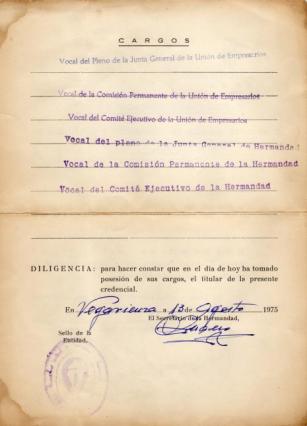 CARGOS
Vocal del Pleno de la Junta General de la Unión de Empresarios
Vocal de la Comisión Permanente de la Unión de Empresarios
Vocal del Comité Ejecutivo de la Unión de Empresarios
Vocal del pleno de la Junta General de Hermandad
Vocal de la Comisión Permanente de la Hermandad
Vocal del Comité Ejecutivo de la Hermandad
DILIGENCIA: para hacer constar que en el día de hoy ha tomado
posesión de sus cargos, el titular de la presente
credencial.
En Vegarienza a 13 de Agosto 1975
El Secretario de la Hermandad,
Sello de la
Entidad,